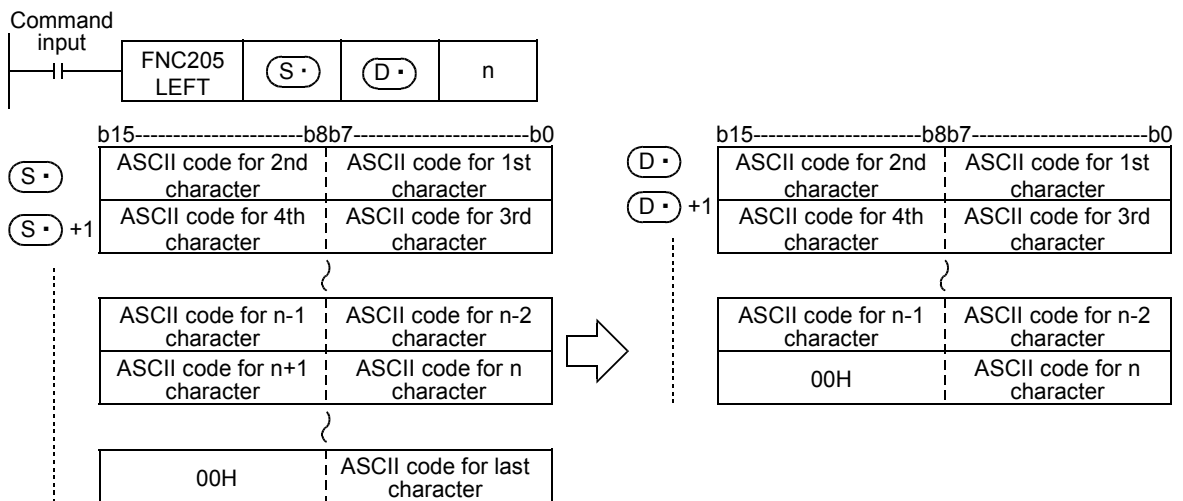 Command
input
FNC205
LEFT
S・
D・
n
b15----------------------b8b7-----------------------b0
S・
ASCII code for 2nd
character
ASCII code for 1st
character
S・ +1
ASCII code for 4th
character
ASCII code for 3rd
character
ASCII code for n-1
character
ASCII code for n-2
character
ASCII code for n+1
character
ASCII code for n
character
00H
ASCII code for last
character
b15----------------------b8b7-----------------------b0
D・
ASCII code for 2nd
character
ASCII code for 1st
character
D・ +1
ASCII code for 4th
character
ASCII code for 3rd
character
ASCII code for n-1
character
ASCII code for n-2
character
00H
ASCII code for n
character